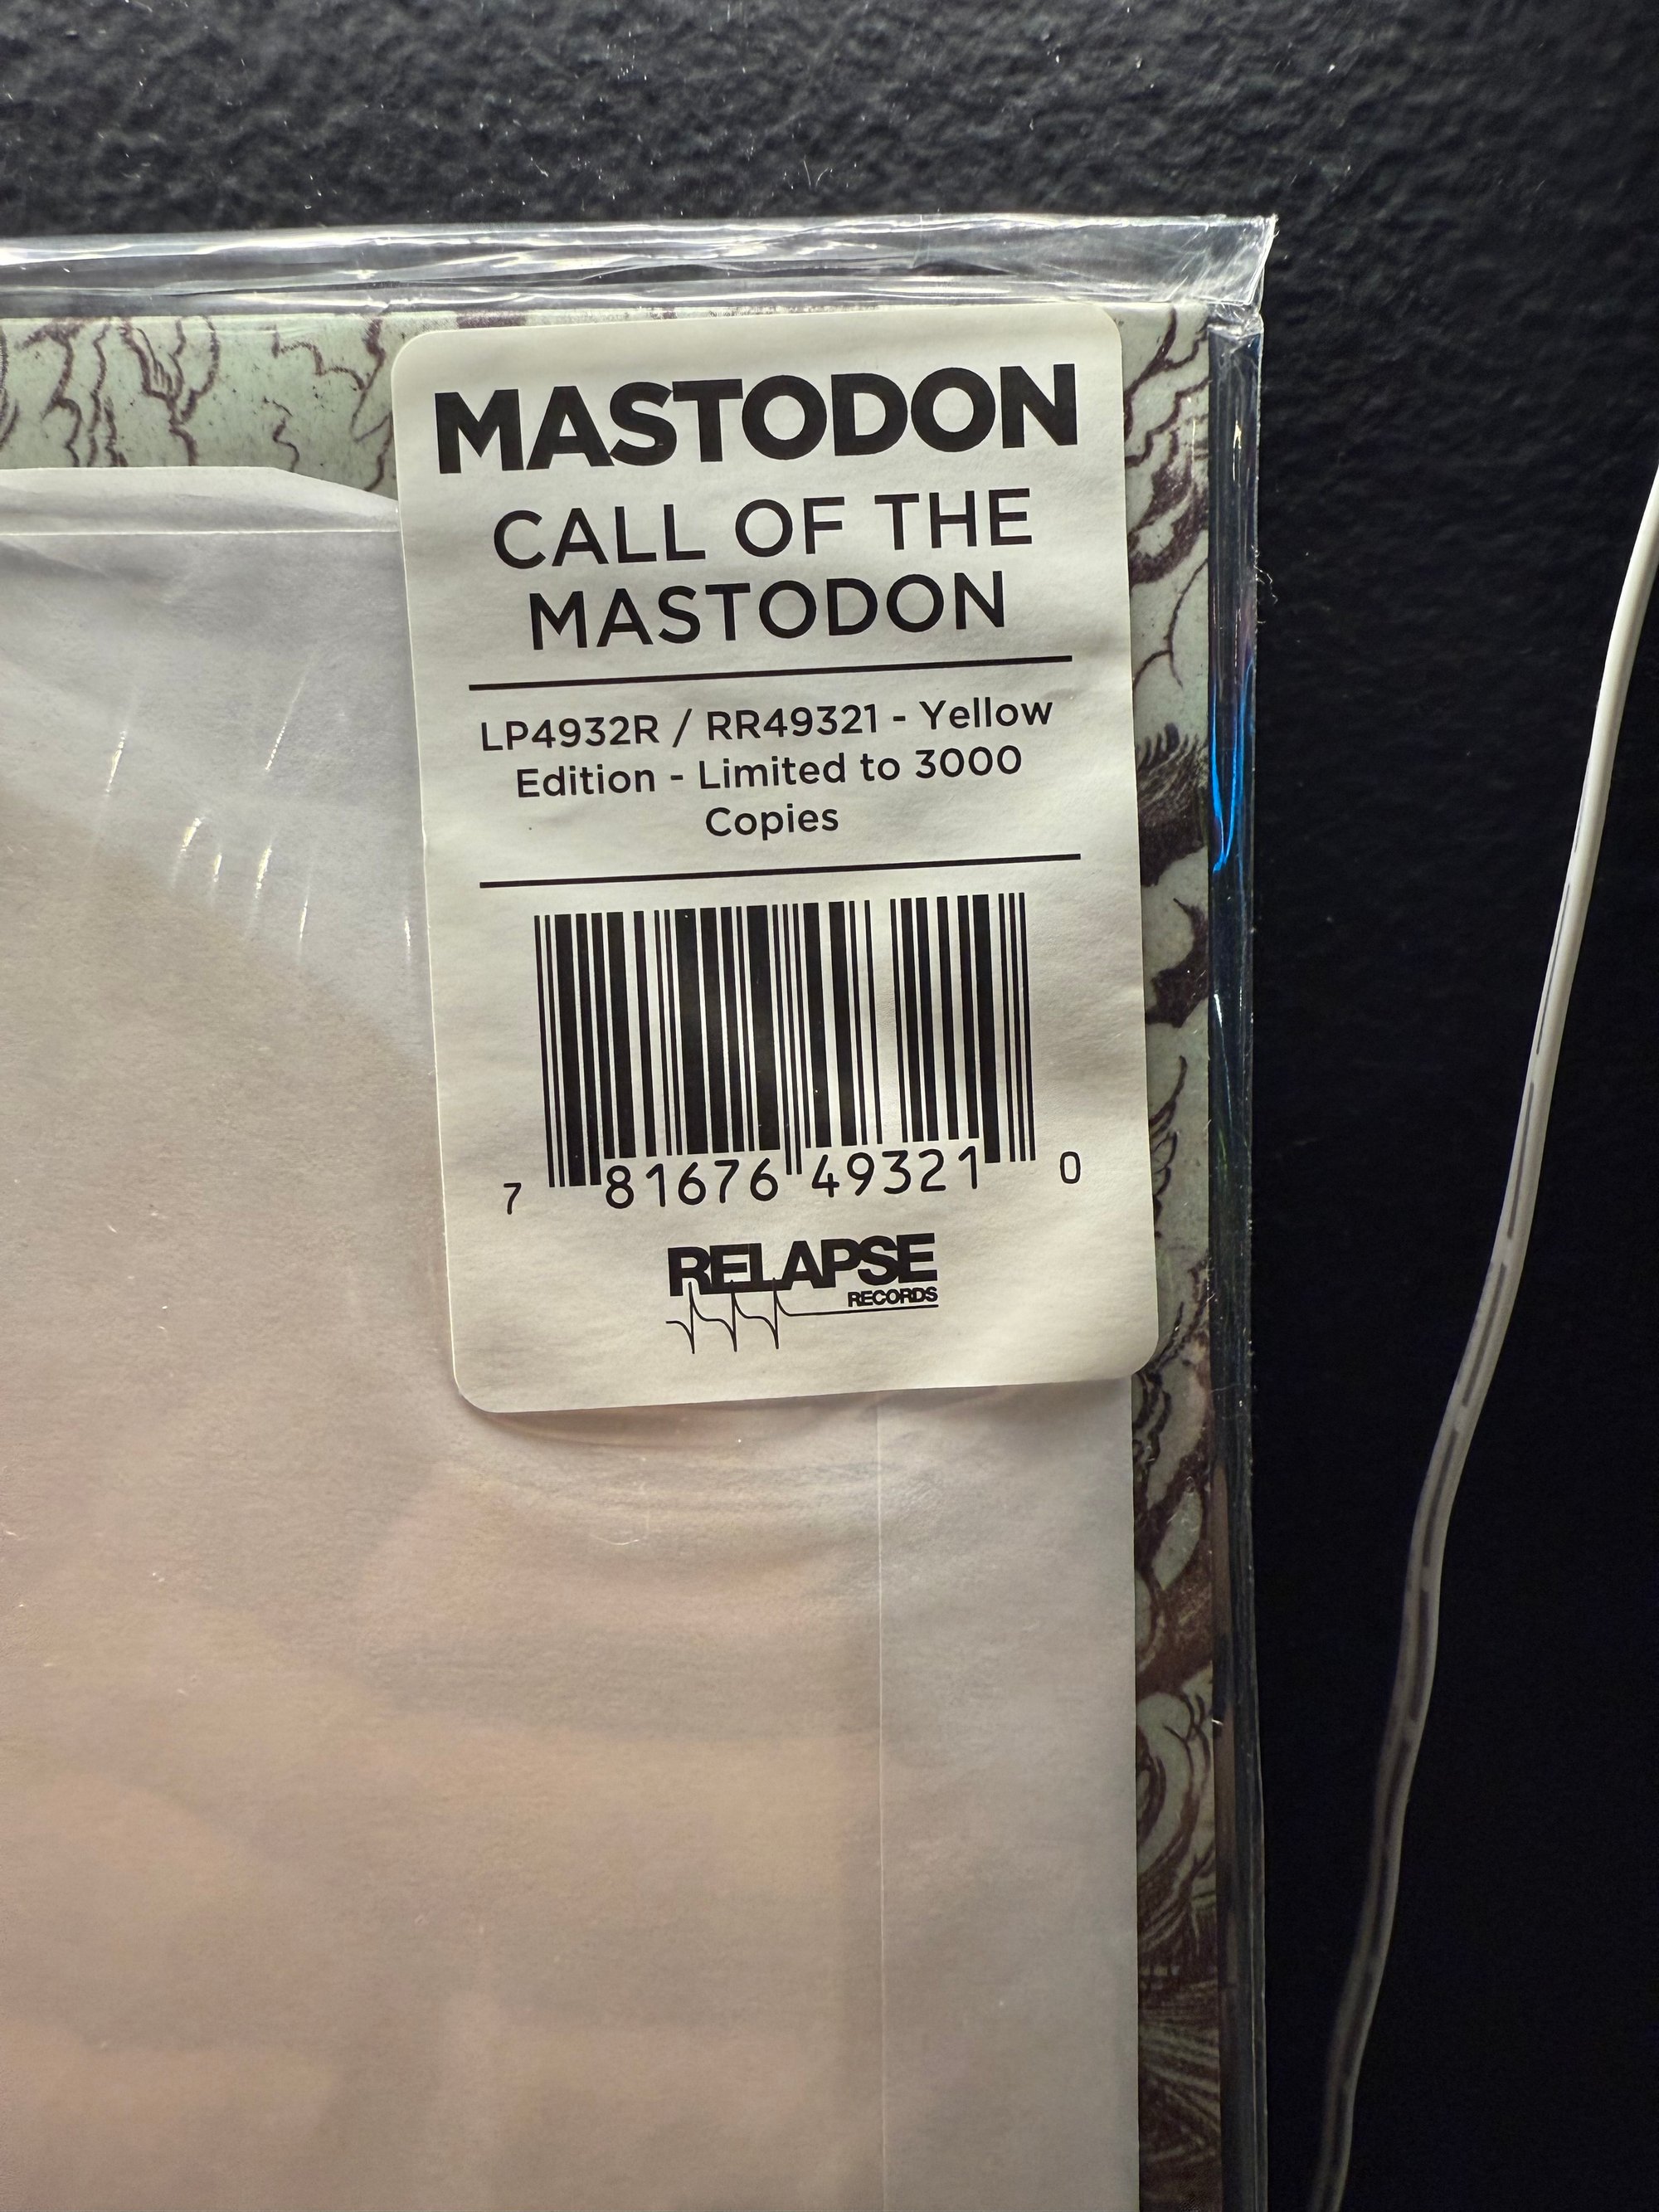 MASTODON
CALL OF THE
MASTODON
LP4932R / RR49321 - Yellow
Edition - Limited to 3000
Copies
7 81676 49321 0
RELAPSE
RECORDS